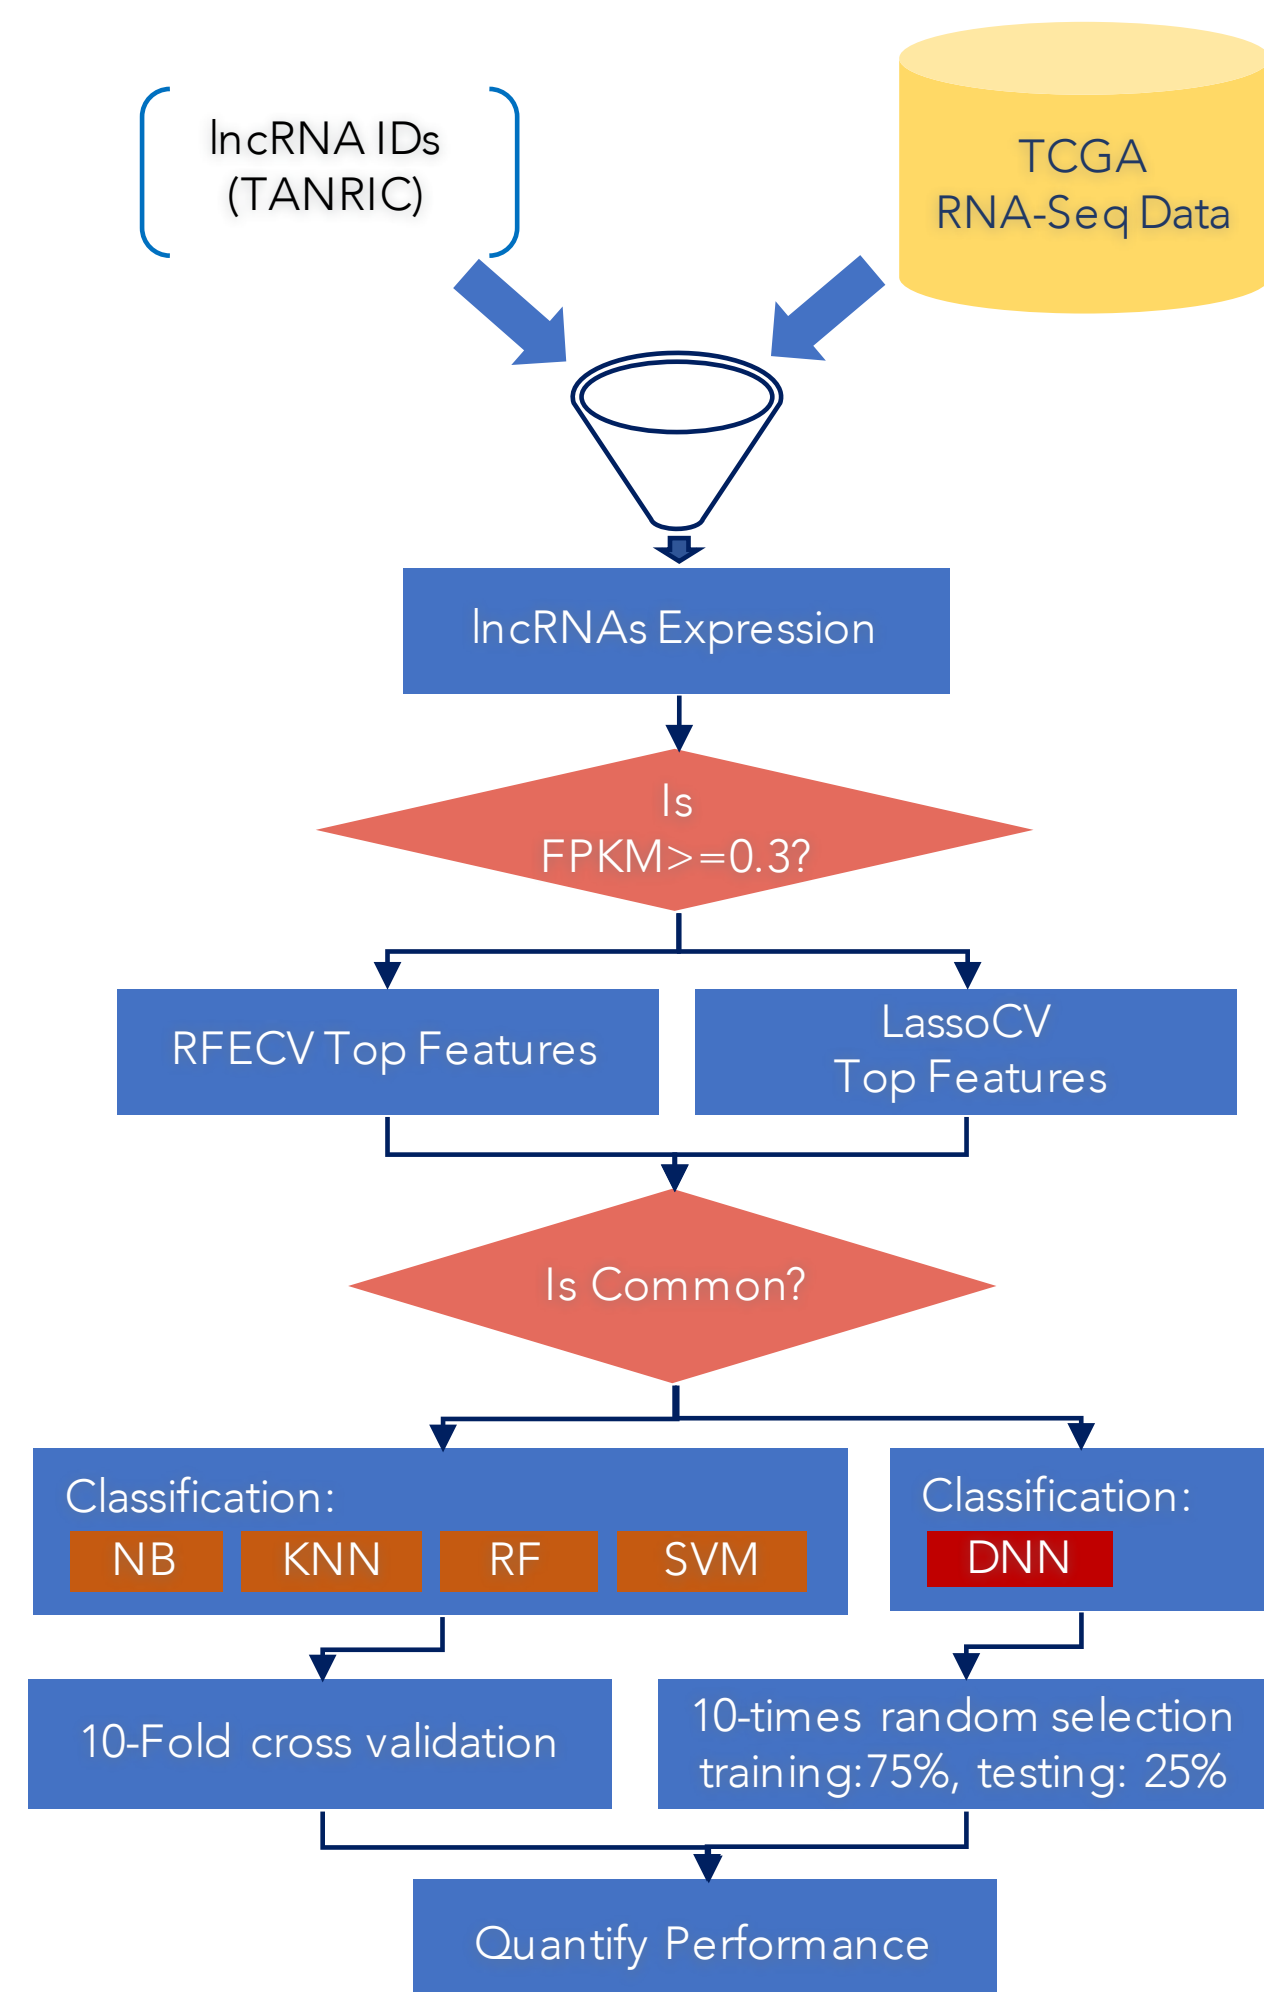 lncRNA IDs
(TANRIC)
TCGA
RNA-Seq Data
lncRNAs Expression
Is
FPKM>=0.3?
RFECV Top Features
LassoCV
Top Features
Is Common?
Classification:
NB KNN RF SVM
Classification:
DNN
10-Fold cross validation
10-times random selection
training:75%, testing: 25%
Quantify Performance